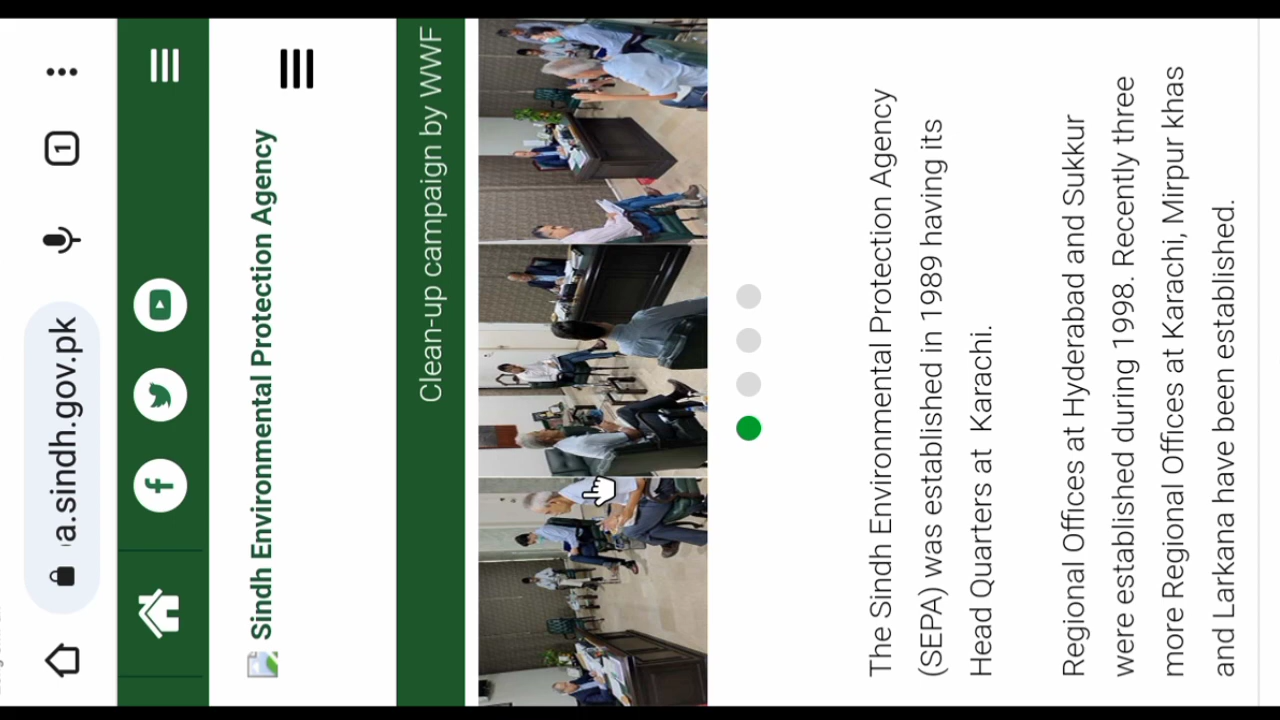 a.sindh.gov.pk
1
Sindh Environmental Protection Agency
Clean-up campaign by WWF
The Sindh Environmental Protection Agency
(SEPA) was established in 1989 having its
Head Quarters at Karachi.
Regional Offices at Hyderabad and Sukkur
were established during 1998. Recently three
more Regional Offices at Karachi, Mirpur khas
and Larkana have been established.